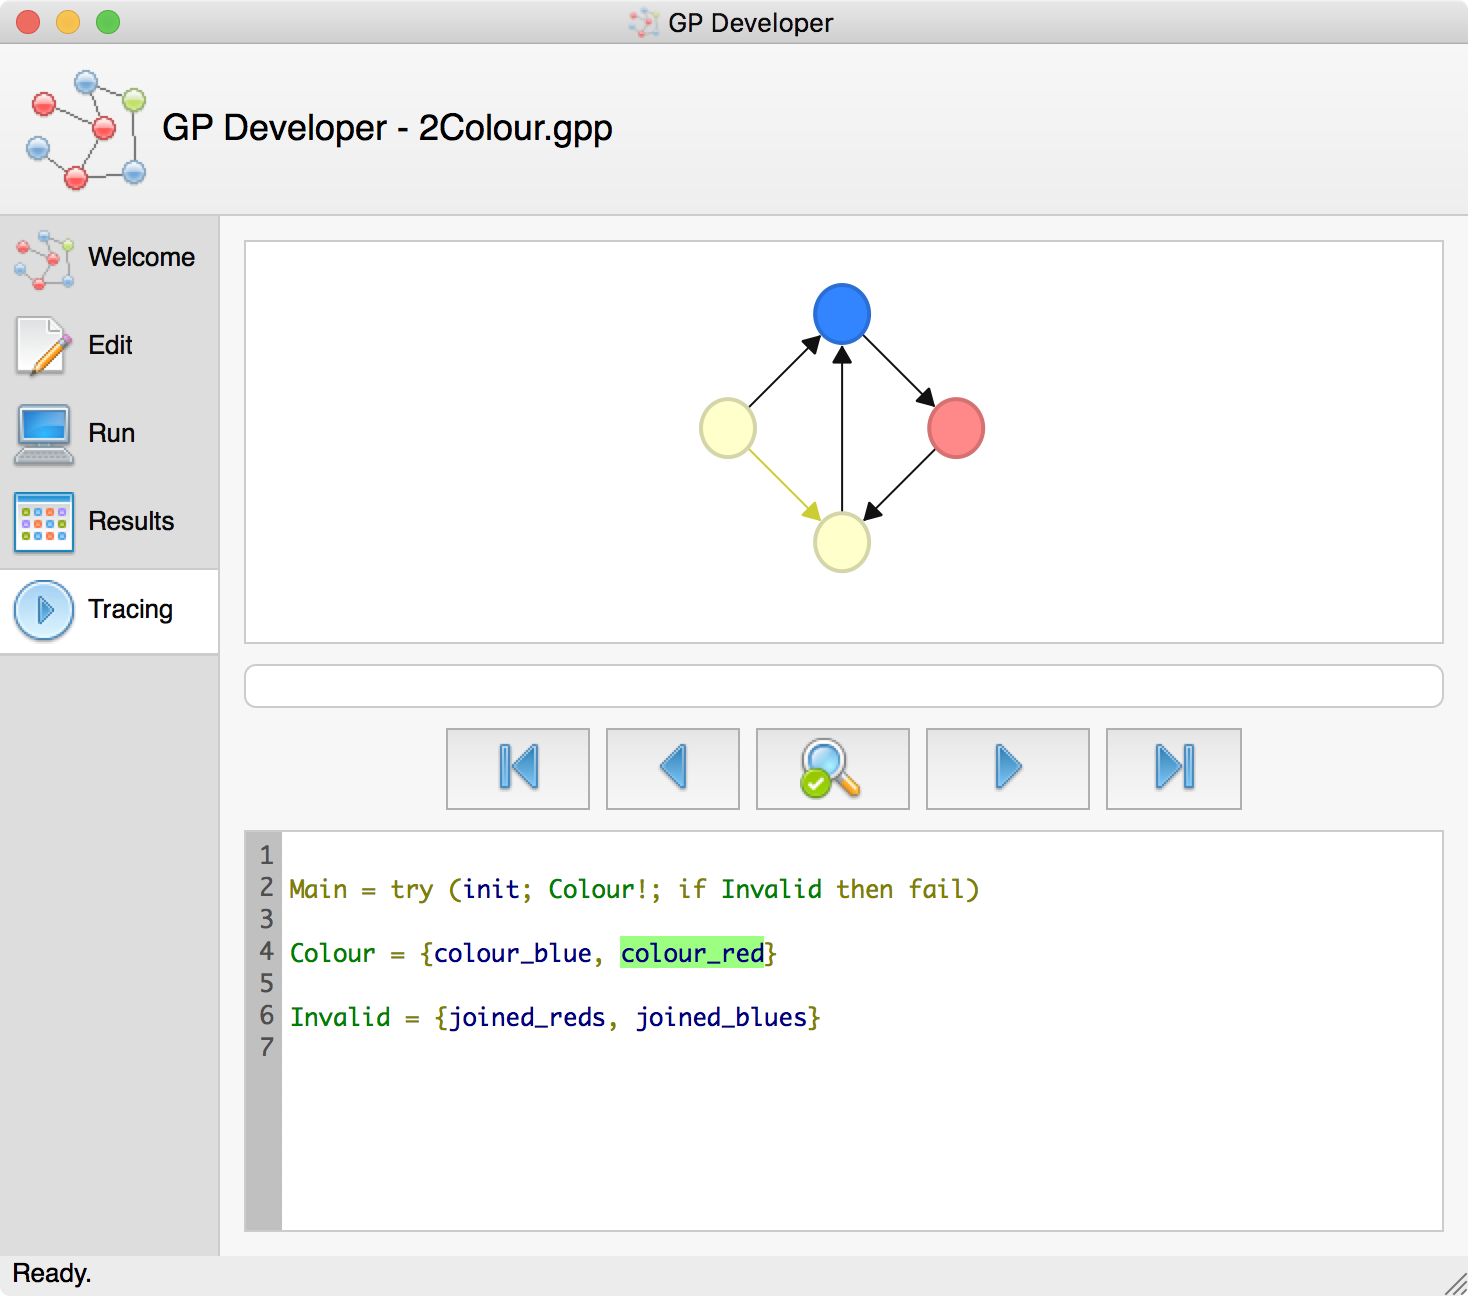 GP Developer
GP Developer - 2Colour.gpp
Welcome
Edit
Run
Results
Tracing
1
2 Main = try (init; Colour!; if Invalid then fail)
3
4 Colour = {colour_blue, colour_red}
5
6 Invalid = {joined_reds, joined_blues}
7
Ready.